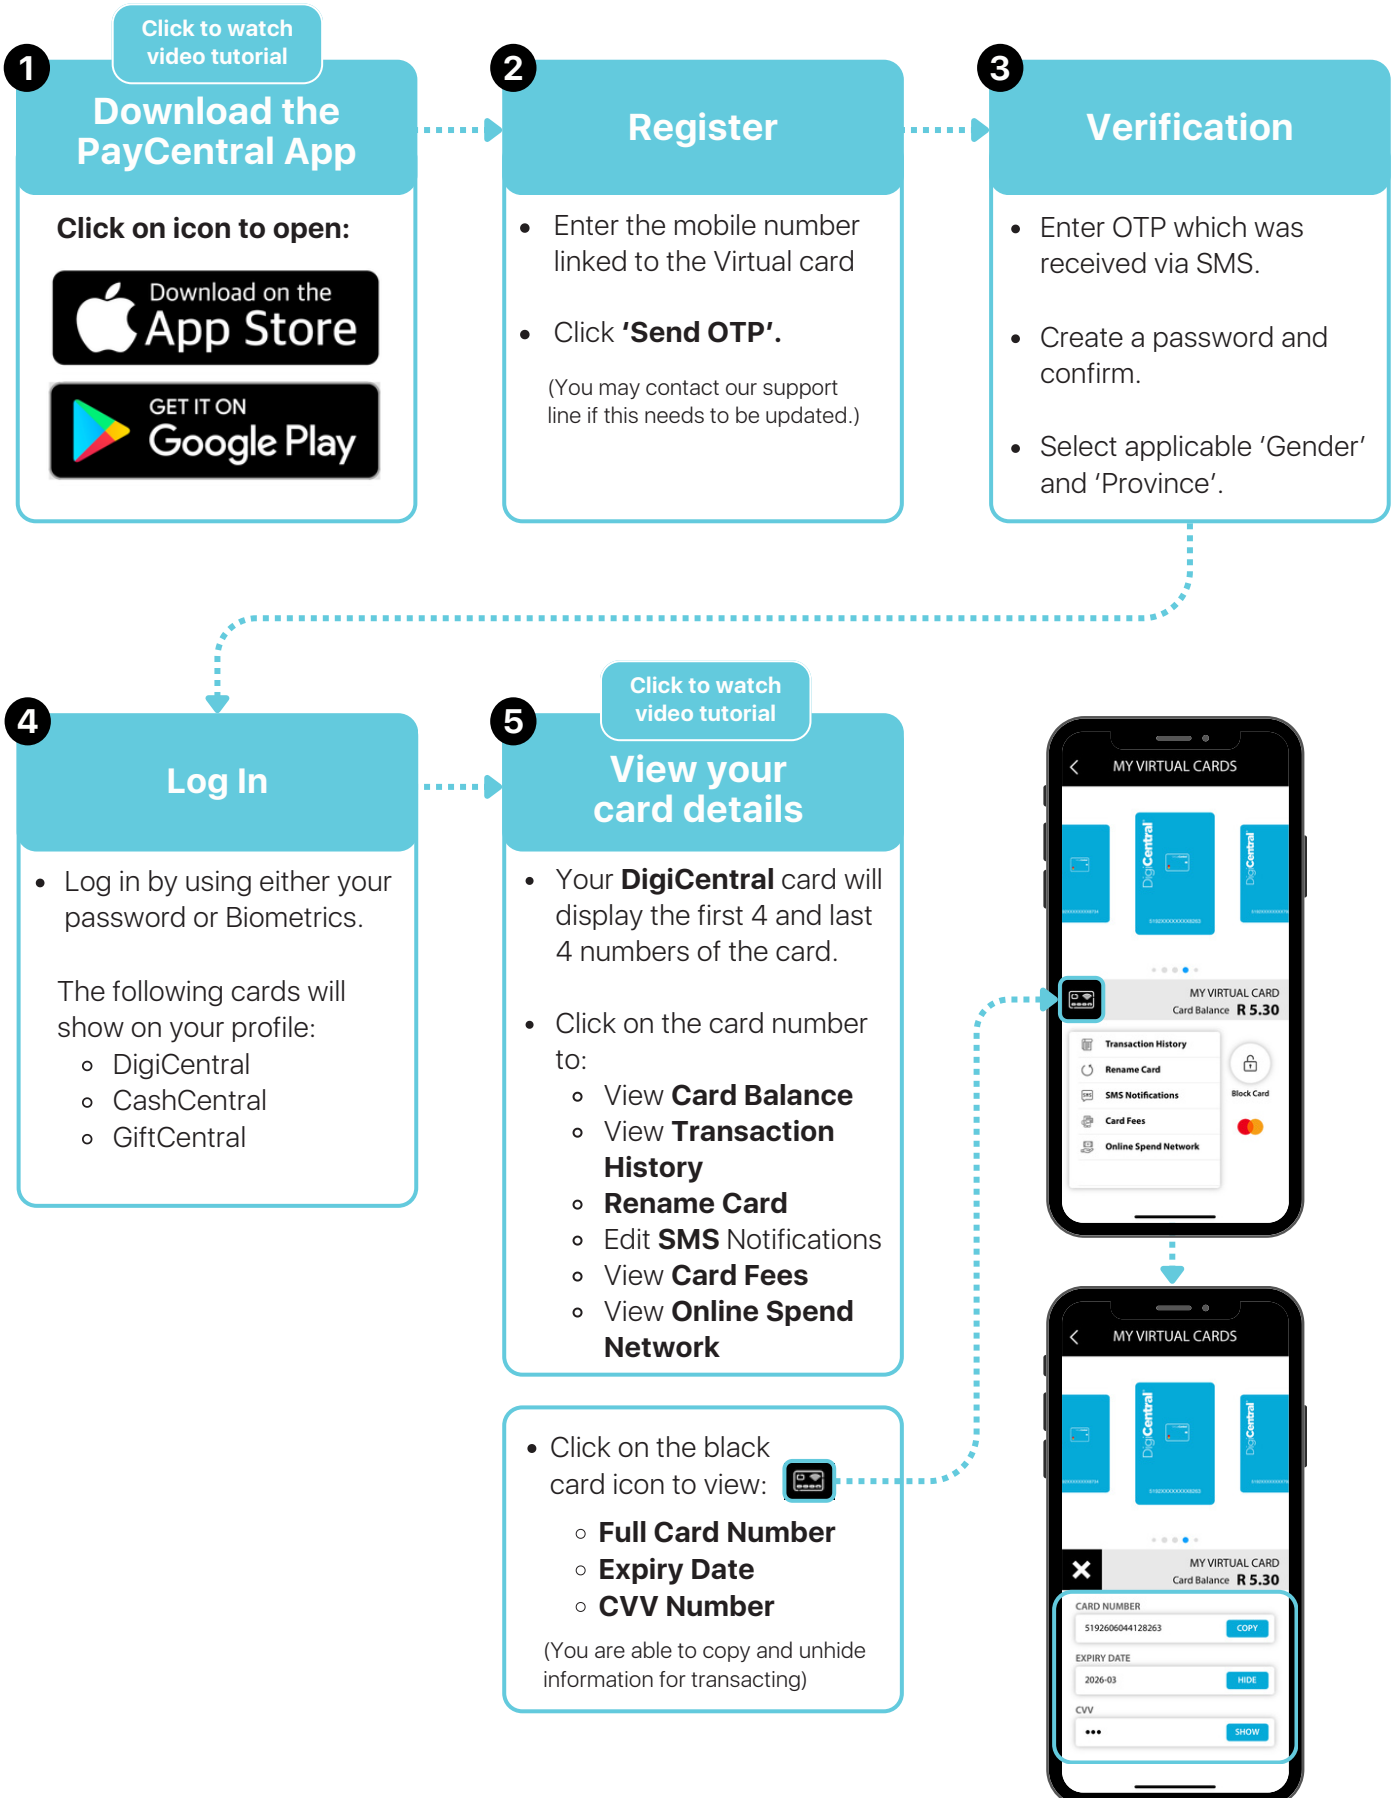 Click to watch
video tutorial
1
Download the
PayCentral App
Click on icon to open:
Download on the
App Store
GET IT ON
Google Play
2
Register
• Enter the mobile number
linked to the Virtual card
• Click ‘Send OTP’.
(You may contact our support
line if this needs to be updated.)
3
Verification
• Enter OTP which was
received via SMS.
• Create a password and
confirm.
• Select applicable ‘Gender’
and ‘Province’.
4
Log In
• Log in by using either your
password or Biometrics.
The following cards will
show on your profile:
DigiCentral
CashCentral
GiftCentral
Click to watch
video tutorial
5
View your
card details
• Your DigiCentral card will
display the first 4 and last
4 numbers of the card.
• Click on the card number
to:
View Card Balance
View Transaction
History
Rename Card
Edit SMS Notifications
View Card Fees
View Online Spend
Network
• Click on the black
card icon to view:
Full Card Number
Expiry Date
CVV Number
(You are able to copy and unhide
information for transacting)
MY VIRTUAL CARDS
DigiCentral
DigiCentral
MY VIRTUAL CARD
Card Balance R 5.30
Transaction History
Rename Card
SMS Notifications
Card Fees
Online Spend Network
Block Card
MY VIRTUAL CARDS
DigiCentral
DigiCentral
MY VIRTUAL CARD
Card Balance R 5.30
CARD NUMBER
5192606044128263
COPY
EXPIRY DATE
2026-03
HIDE
CVV
•••
SHOW